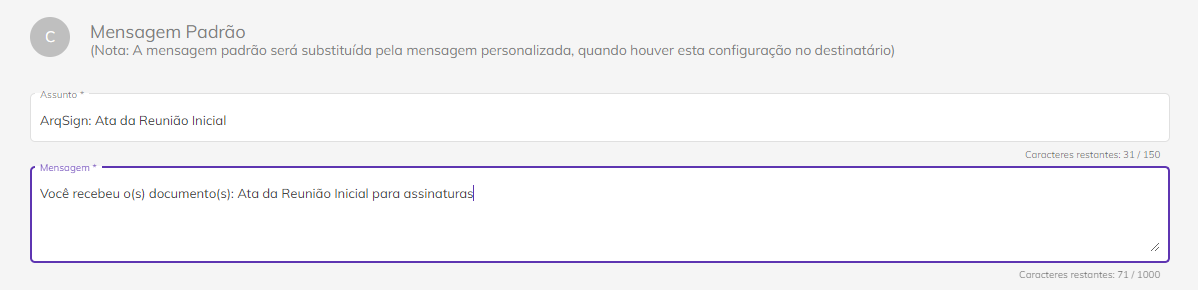 C
Mensagem Padrão
(Nota: A mensagem padrão será substituída pela mensagem personalizada, quando houver esta configuração no destinatário)
Assunto *
ArqSign: Ata da Reunião Inicial
Caracteres restantes: 31 / 150
Mensagem *
Você recebeu o(s) documento(s): Ata da Reunião Inicial para assinaturas
Caracteres restantes: 71 / 1000